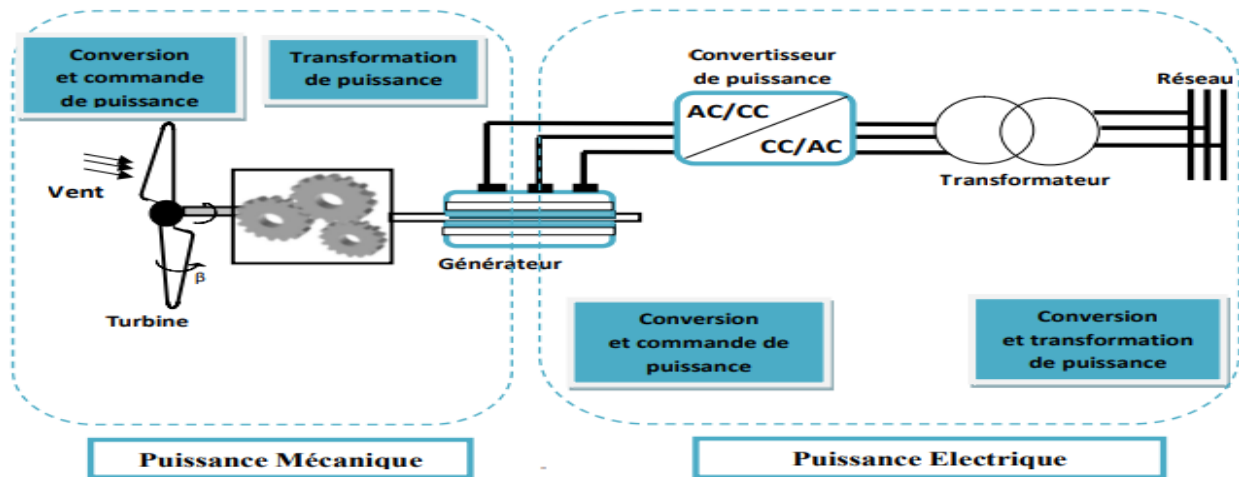 Conversion
et commande
de puissance
Transformation
de puissance
Convertisseur
de puissance
Réseau
AC/CC
CC/AC
Vent
Transformateur
Générateur
β
Turbine
Conversion
et commande de
puissance
Conversion
et transformation
de puissance
Puissance Mécanique
Puissance Electrique